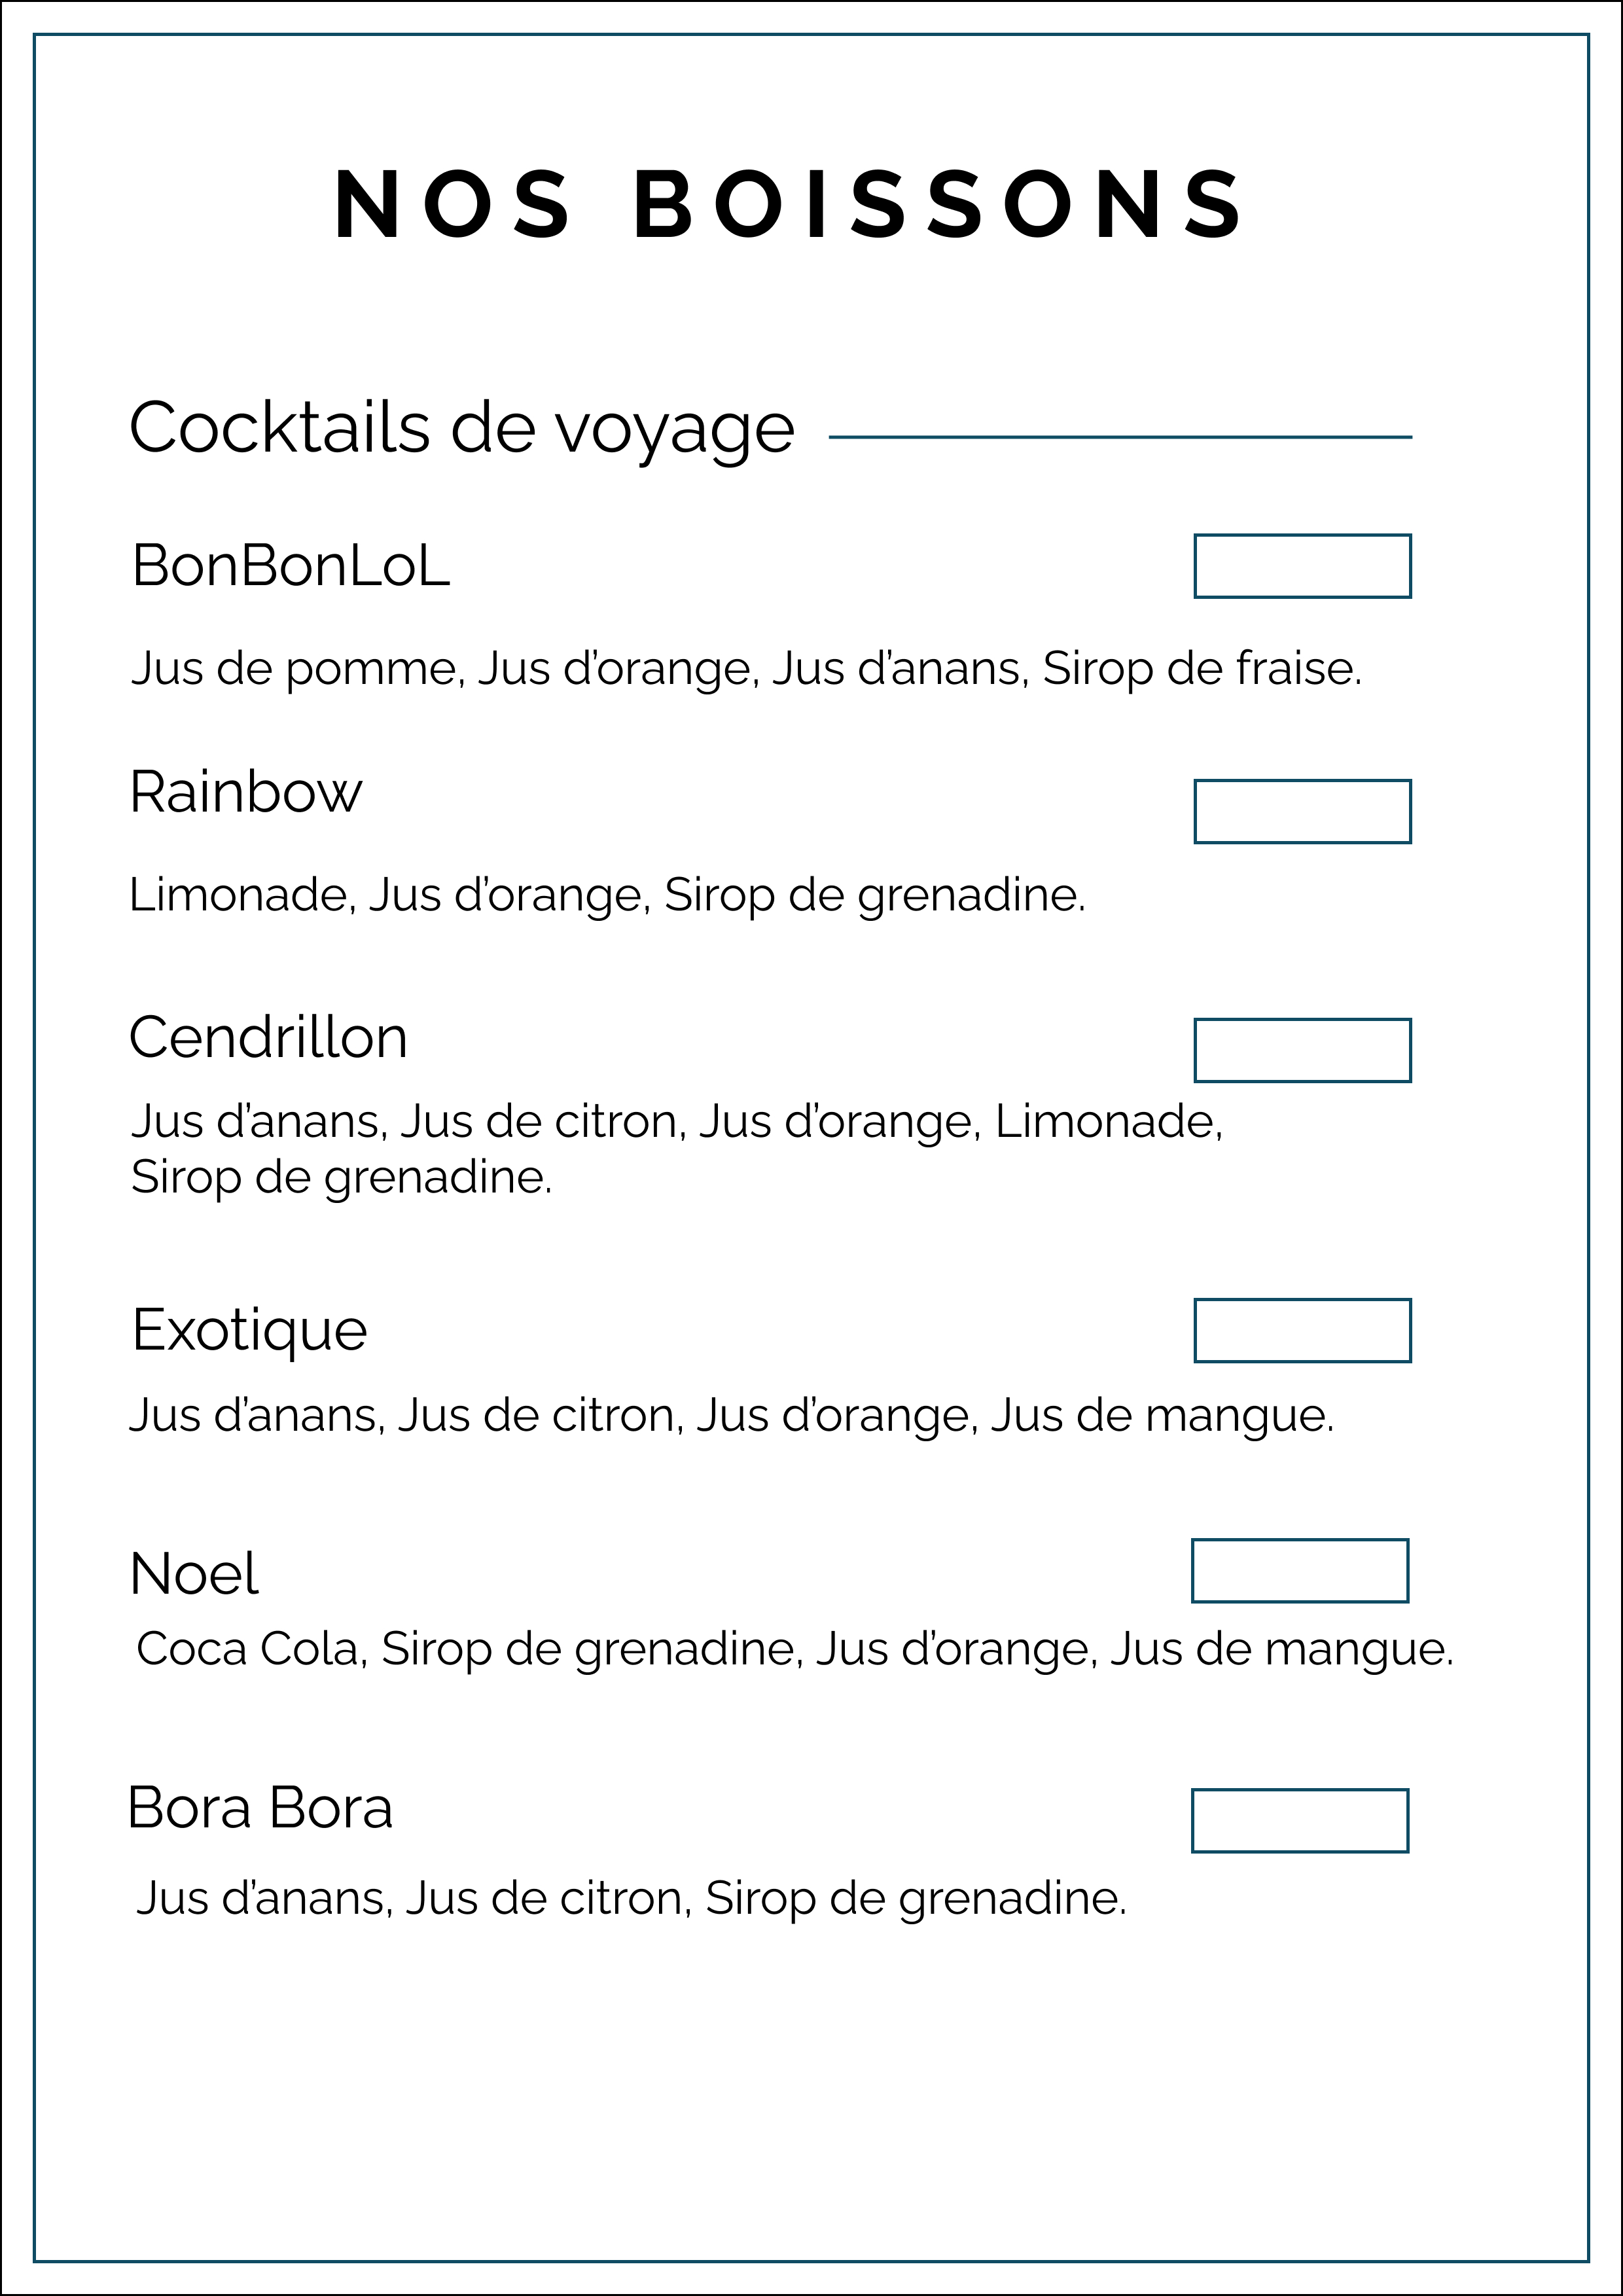 NOS BOISSONS
Cocktails de voyage
BonBonLoL
Jus de pomme, Jus d’orange, Jus d’anans, Sirop de fraise.
Rainbow
Limonade, Jus d’orange, Sirop de grenadine.
Cendrillon
Jus d’anans, Jus de citron, Jus d’orange, Limonade,
Sirop de grenadine.
Exotique
Jus d’anans, Jus de citron, Jus d’orange, Jus de mangue.
Noel
Coca Cola, Sirop de grenadine, Jus d’orange, Jus de mangue.
Bora Bora
Jus d’anans, Jus de citron, Sirop de grenadine.